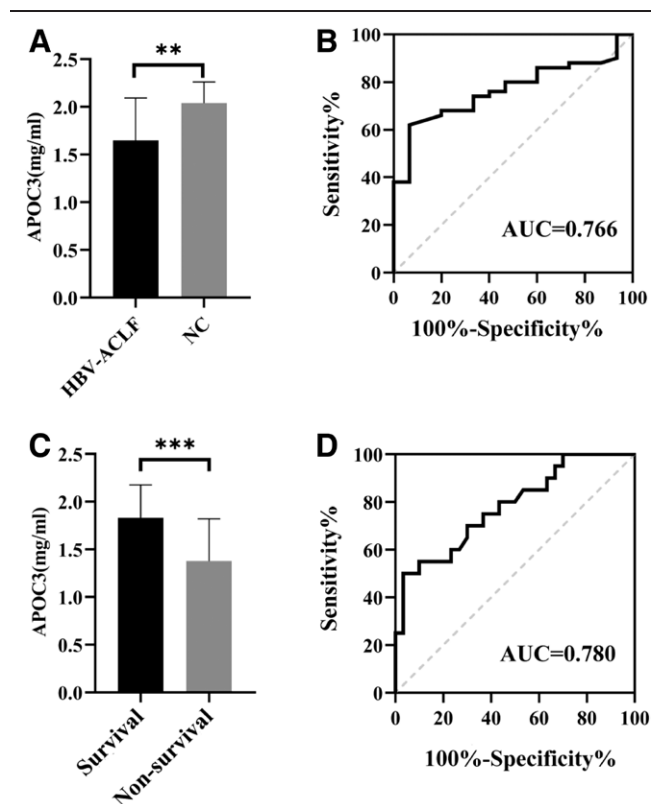 A
**
2.5
2.0
1.5
1.0
0.5
0.0
APOC3(mg/ml)
HBV-ACLF
NC
B
100
80
60
40
20
0
Sensitivity%
AUC=0.766
0 20 40 60 80 100
100%-Specificity%
C
***
2.5
2.0
1.5
1.0
0.5
0.0
APOC3(mg/ml)
Survival
Non-survival
D
100
80
60
40
20
0
Sensitivity%
AUC=0.780
0 20 40 60 80 100
100%-Specificity%